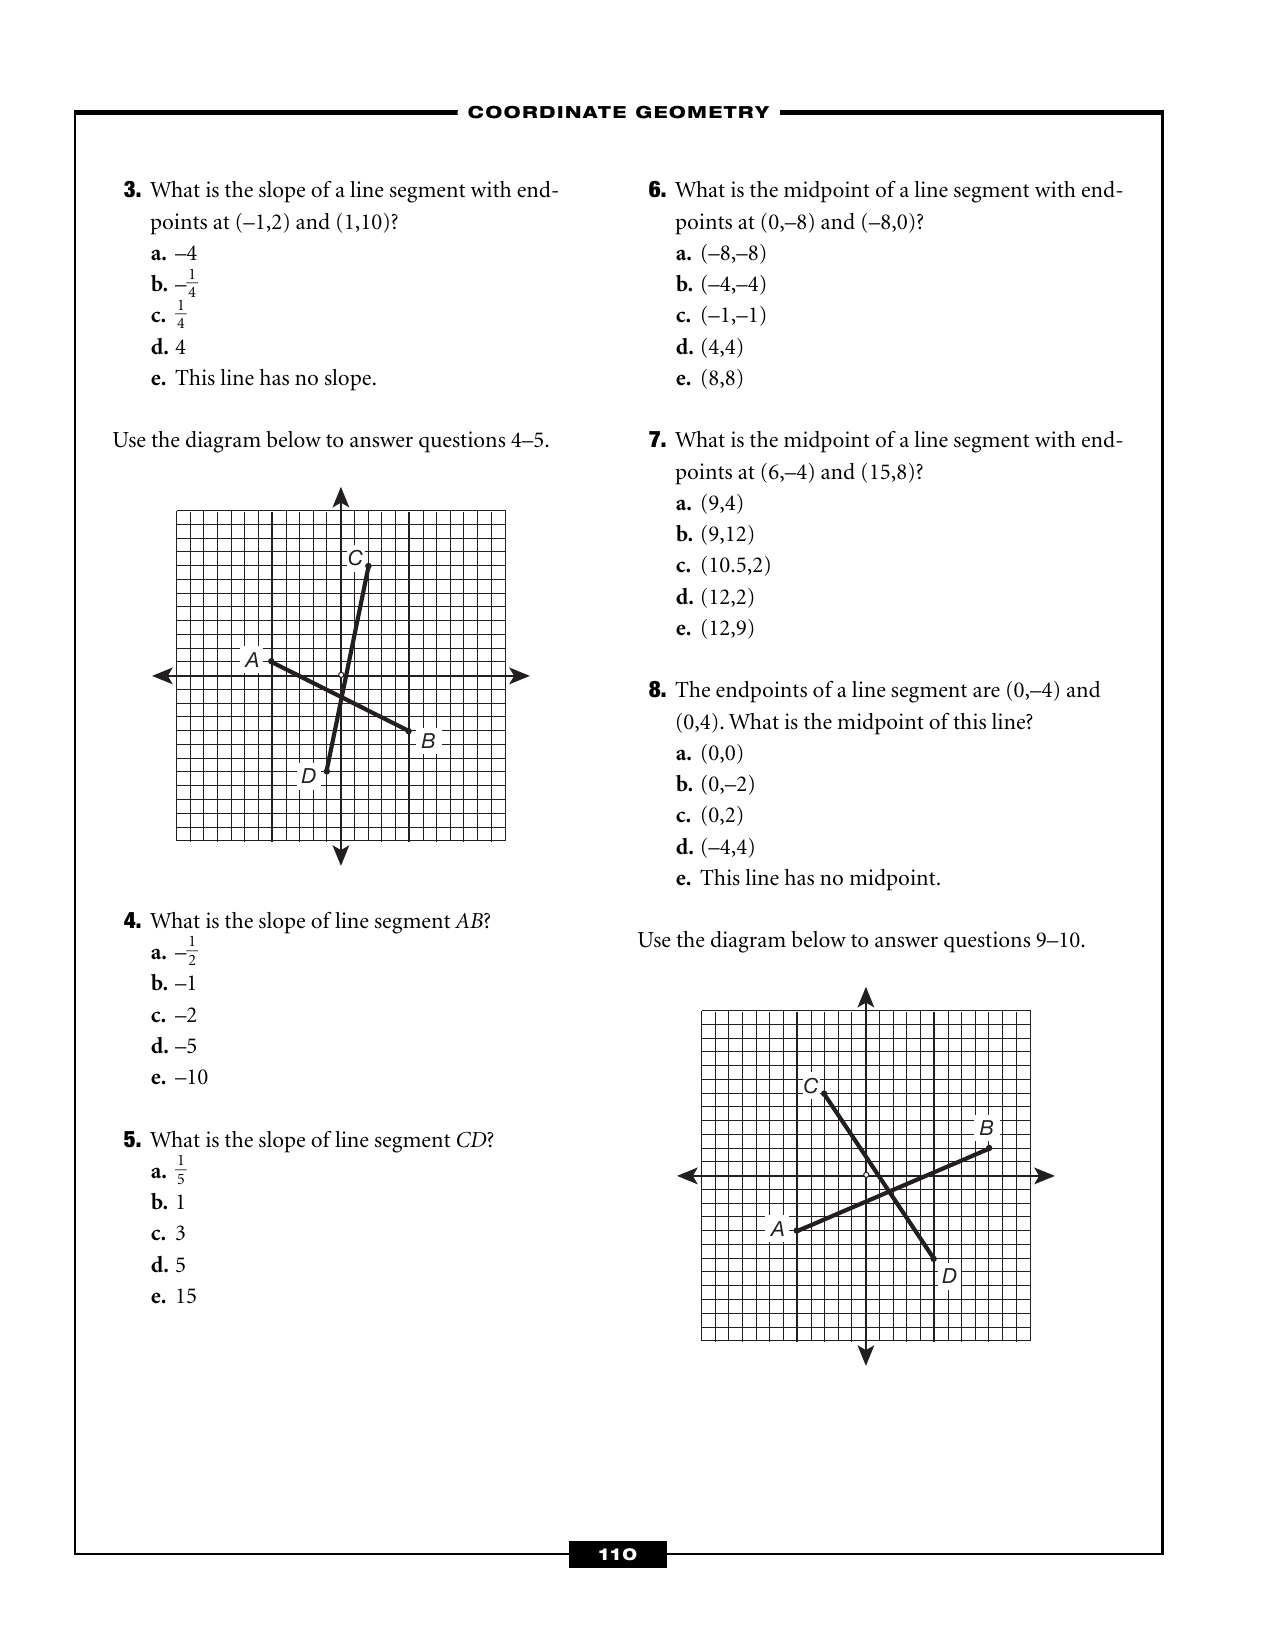 COORDINATE GEOMETRY
3. What is the slope of a line segment with end-
points at (–1,2) and (1,10)?
a. –4
b. –1/4
c. 1/4
d. 4
e. This line has no slope.
Use the diagram below to answer questions 4–5.
C
A
B
D
4. What is the slope of line segment AB?
a. –1/2
b. –1
c. –2
d. –5
e. –10
5. What is the slope of line segment CD?
a. 1/5
b. 1
c. 3
d. 5
e. 15
6. What is the midpoint of a line segment with end-
points at (0,–8) and (–8,0)?
a. (–8,–8)
b. (–4,–4)
c. (–1,–1)
d. (4,4)
e. (8,8)
7. What is the midpoint of a line segment with end-
points at (6,–4) and (15,8)?
a. (9,4)
b. (9,12)
c. (10.5,2)
d. (12,2)
e. (12,9)
8. The endpoints of a line segment are (0,–4) and
(0,4). What is the midpoint of this line?
a. (0,0)
b. (0,–2)
c. (0,2)
d. (–4,4)
e. This line has no midpoint.
Use the diagram below to answer questions 9–10.
C
B
A
D
110